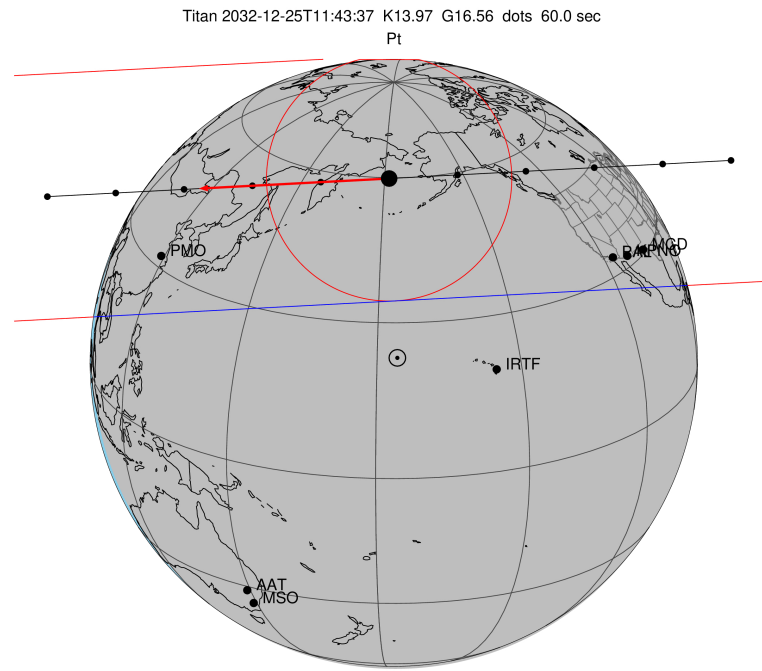 Titan 2032-12-25T11:43:37 K13.97 G16.56 dots 60.0 sec
Pt
PMO
MGD
IRTF
AAT
MSO